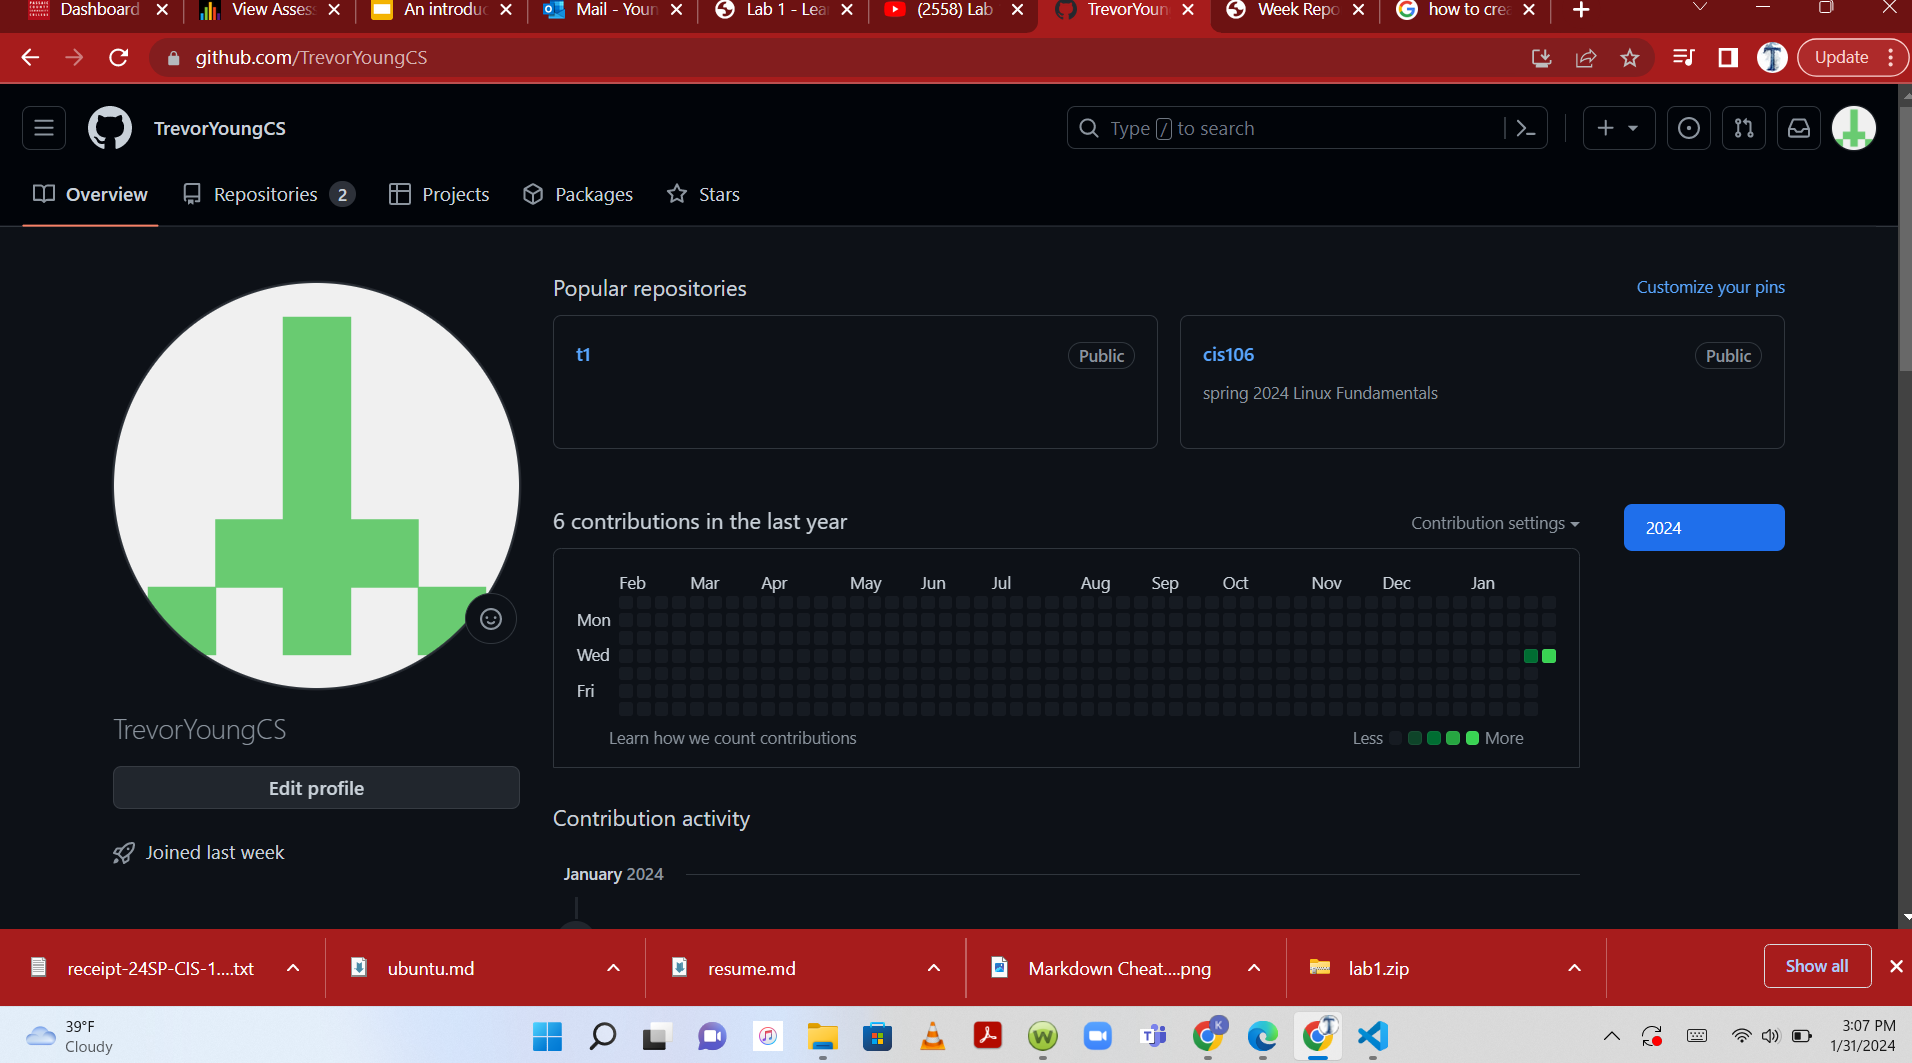 Dashboard
View Asses
An introduc
Mail - Youn
Lab 1 - Lea
(2558) Lab
TrevorYoun
Week Repo
how to crea
github.com/TrevorYoungCS
Update
TrevorYoungCS
Type / to search
Overview
Repositories 2
Projects
Packages
Stars
Popular repositories
Customize your pins
t1
Public
cis106
Public
spring 2024 Linux Fundamentals
6 contributions in the last year
Contribution settings
2024
Feb Mar Apr May Jun Jul Aug Sep Oct Nov Dec Jan
Mon
Wed
Fri
Learn how we count contributions
Less
More
TrevorYoungCS
Edit profile
Joined last week
Contribution activity
January 2024
receipt-24SP-CIS-1....txt
ubuntu.md
resume.md
Markdown Cheat....png
lab1.zip
Show all
39°F
Cloudy
K
3:07 PM
1/31/2024